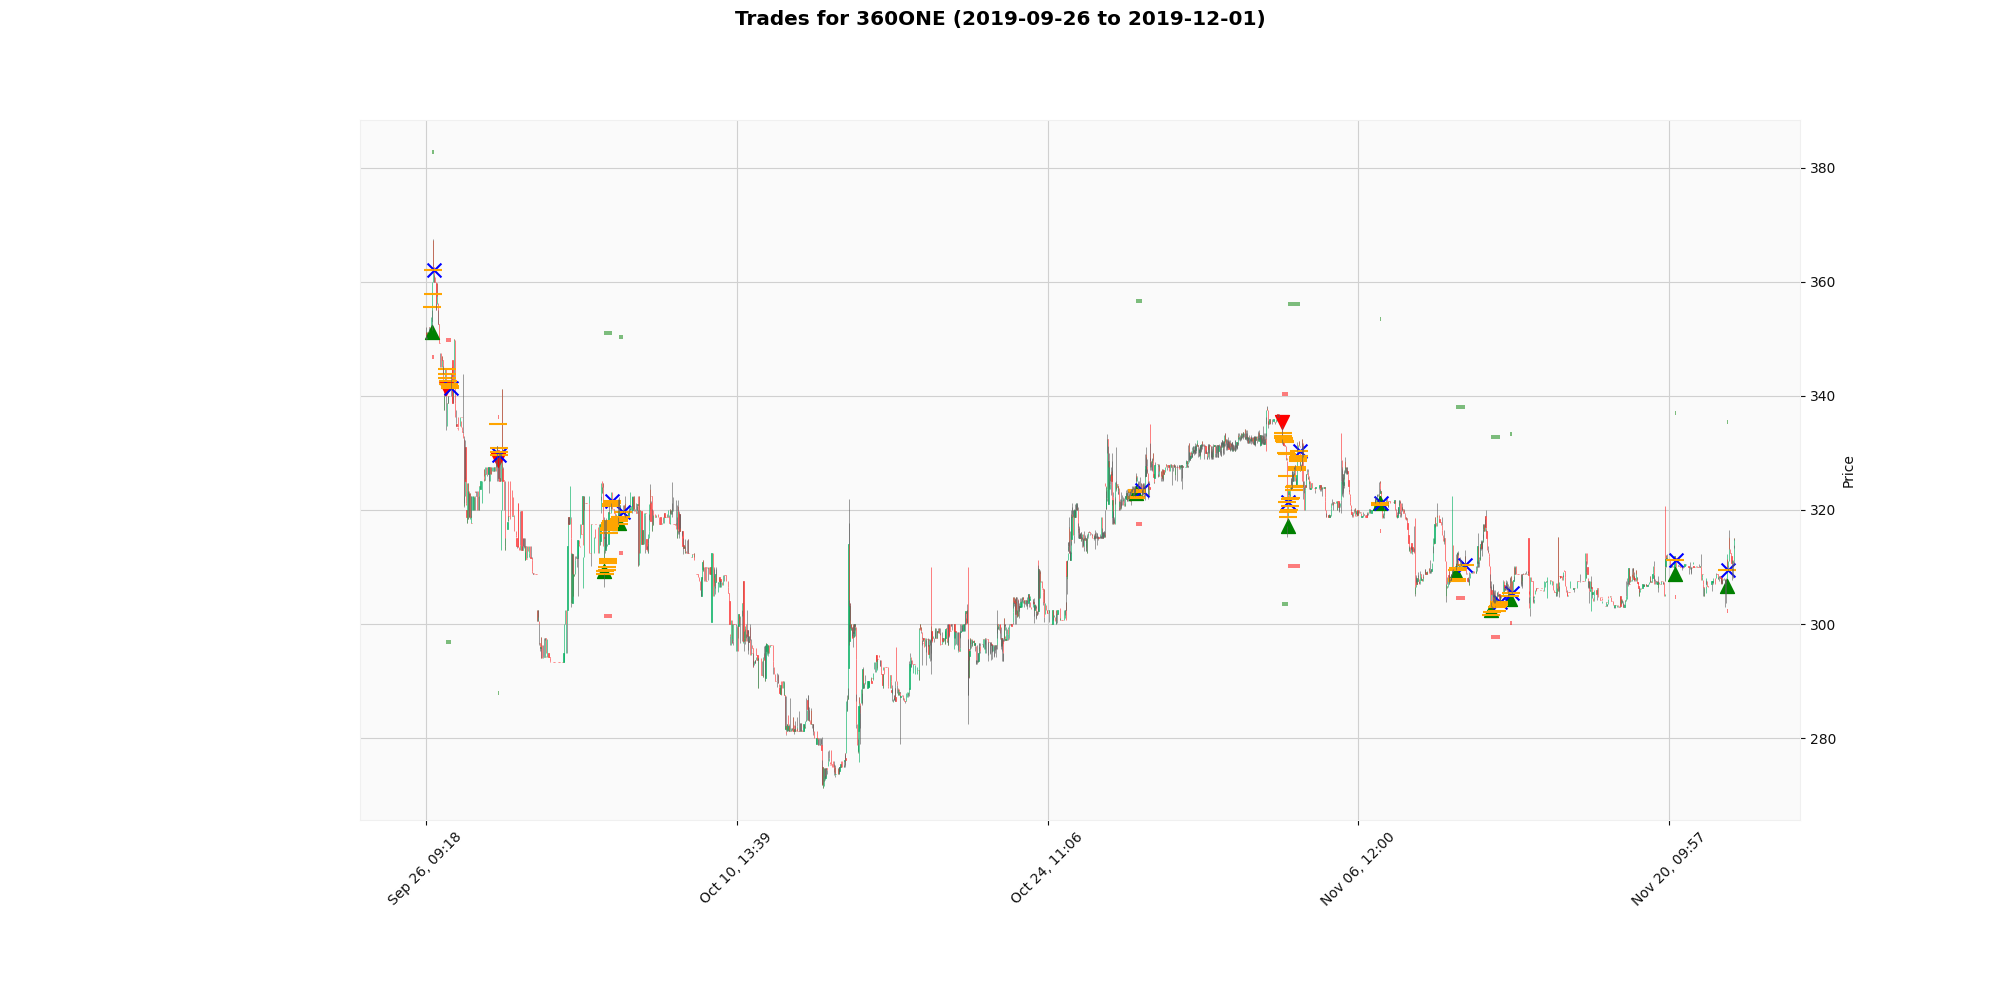 Trades for 360ONE (2019-09-26 to 2019-12-01)
380
360
340
320
300
280
Price
Sep 26, 09:18
Oct 10, 13:39
Oct 24, 11:06
Nov 06, 12:00
Nov 20, 09:57